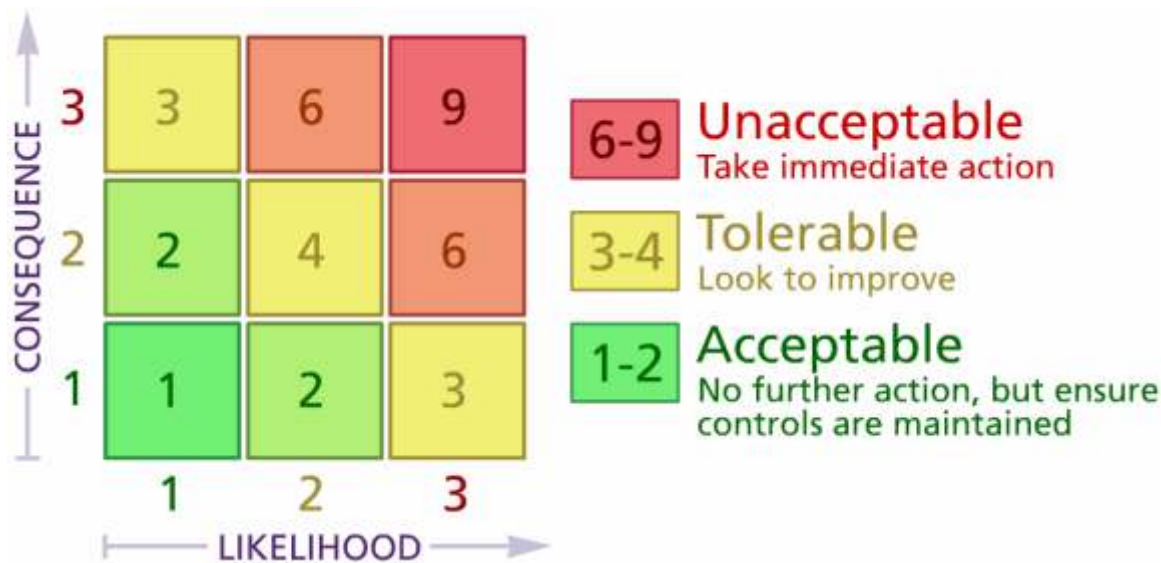 CONSEQUENCE
3
3 6 9
2
2 4 6
1
1 2 3
1 2 3
LIKELIHOOD
6-9
Unacceptable
Take immediate action
3-4
Tolerable
Look to improve
1-2
Acceptable
No further action, but ensure
controls are maintained